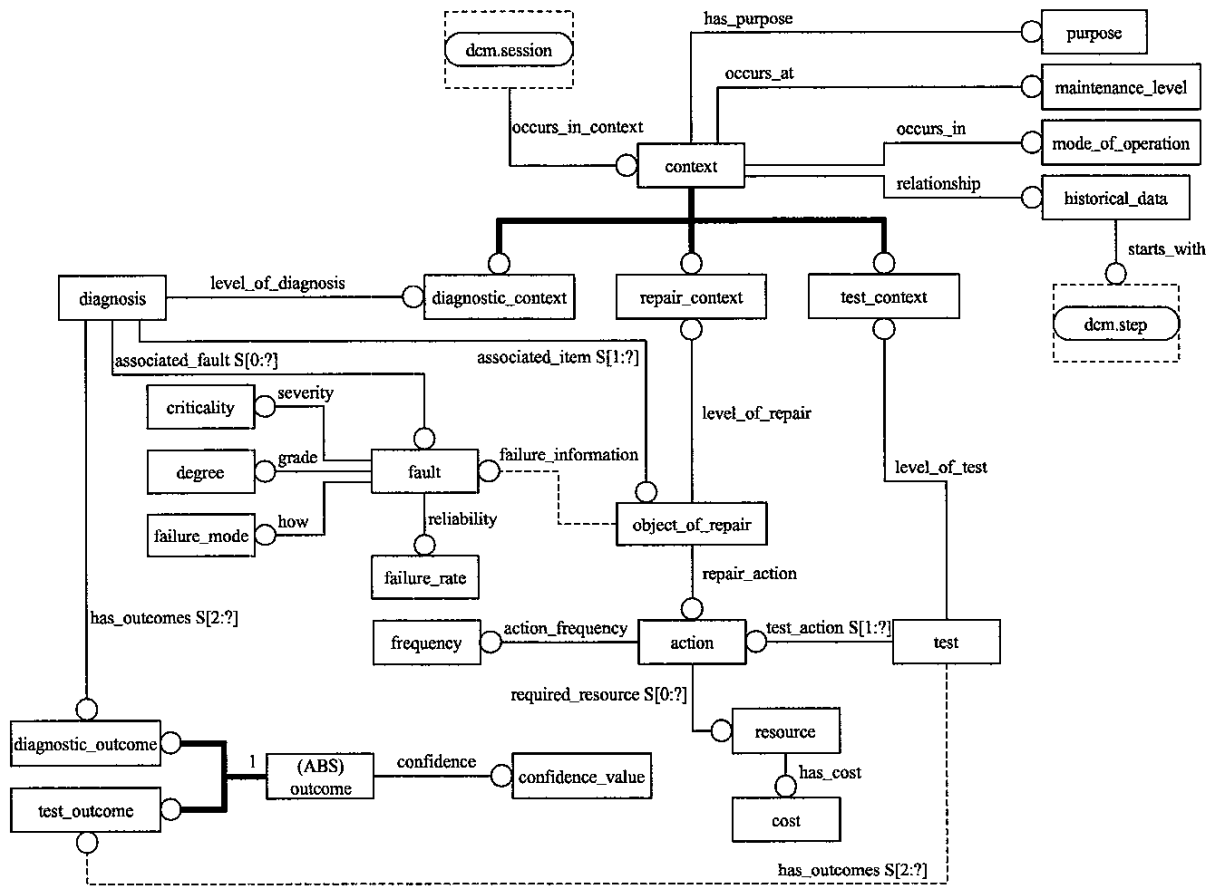 has_purpose
dcm.session
purpose
occurs_at
maintenance_level
occurs_in_context
occurs_in
context
mode_of_operation
relationship
historical_data
starts_with
level_of_diagnosis
diagnosis
diagnostic_context
repair_context
test_context
dcm.step
associated_fault S[0:?]
associated_item S[1:?]
severity
criticality
level_of_repair
failure_information
grade
degree
fault
level_of_test
how
reliability
failure_mode
object_of_repair
failure_rate
repair_action
has_outcomes S[2:?]
action_frequency
test_action S[1:?]
frequency
action
test
required_resource S[0:?]
resource
diagnostic_outcome
1
(ABS)
outcome
confidence
confidence_value
has_cost
test_outcome
cost
has_outcomes S[2:?]